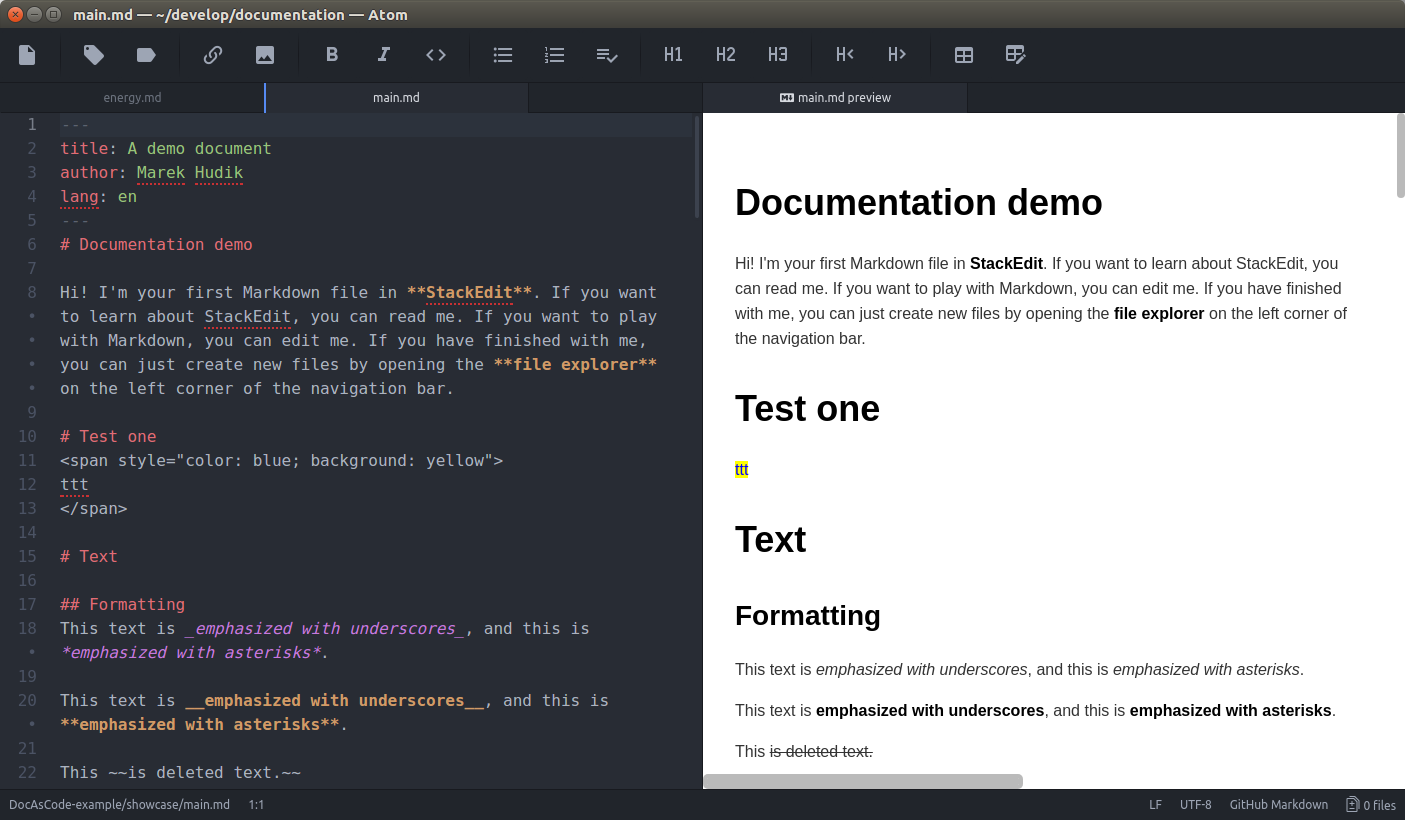 main.md — ~/develop/documentation — Atom
B I <> H1 H2 H3 H< H>
energy.md
main.md
main.md preview
1 ---
2 title: A demo document
3 author: Marek Hudik
4 lang: en
5 ---
6 # Documentation demo
7
8 Hi! I'm your first Markdown file in **StackEdit**. If you want
• to learn about StackEdit, you can read me. If you want to play
• with Markdown, you can edit me. If you have finished with me,
• you can just create new files by opening the **file explorer**
• on the left corner of the navigation bar.
9
10 # Test one
11 <span style="color: blue; background: yellow">
12 ttt
13 </span>
14
15 # Text
16
17 ## Formatting
18 This text is _emphasized with underscores_, and this is
• *emphasized with asterisks*.
19
20 This text is __emphasized with underscores__, and this is
• **emphasized with asterisks**.
21
22 This ~~is deleted text.~~
Documentation demo
Hi! I'm your first Markdown file in StackEdit. If you want to learn about StackEdit, you
can read me. If you want to play with Markdown, you can edit me. If you have finished
with me, you can just create new files by opening the file explorer on the left corner of
the navigation bar.
Test one
ttt
Text
Formatting
This text is emphasized with underscores, and this is emphasized with asterisks.
This text is emphasized with underscores, and this is emphasized with asterisks.
This is deleted text.
DocAsCode-example/showcase/main.md 1:1
LF UTF-8 GitHub Markdown 0 files